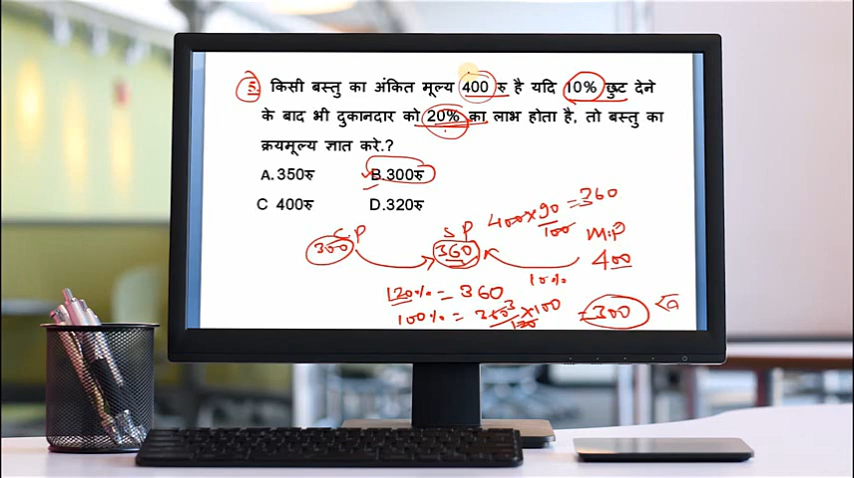 5. किसी बस्तु का अंकित मूल्य 400 रु है यदि 10% छुट देने
के बाद भी दुकानदार को 20% का लाभ होता है, तो बस्तु का
क्रयमूल्य ज्ञात करे.?
A.350रु B.300रु
C 400रु D.320रु
400×90/100=360
C.P S P M.P
300 360 400
10%
120% = 360
100% = 360 3/120 ×100 =300